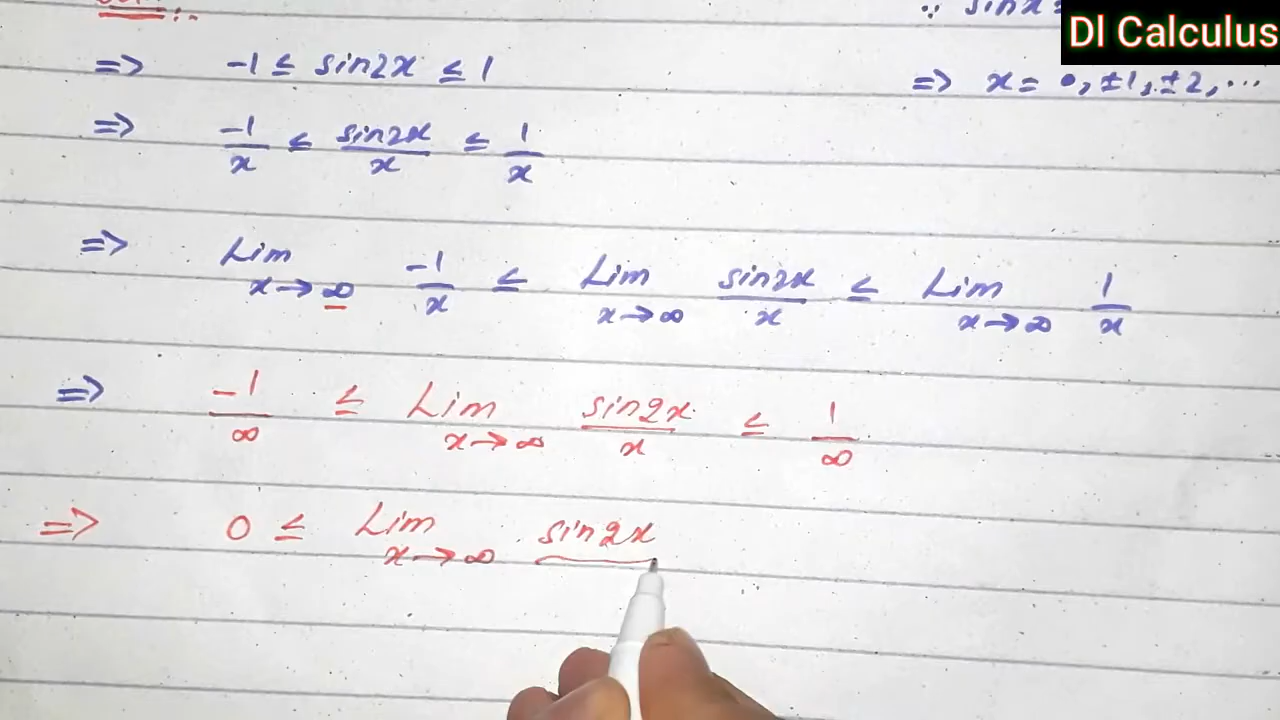 ∵ sinx =
DI Calculus
=> -1 ≤ sin2x ≤ 1
=> x = 0, ±1, ±2, ...
=> -1/x ≤ sin2x/x ≤ 1/x
=> Lim x→∞ -1/x ≤ Lim x→∞ sin2x/x ≤ Lim x→∞ 1/x
=> -1/∞ ≤ Lim x→∞ sin2x/x ≤ 1/∞
=> 0 ≤ Lim x→∞ sin2x